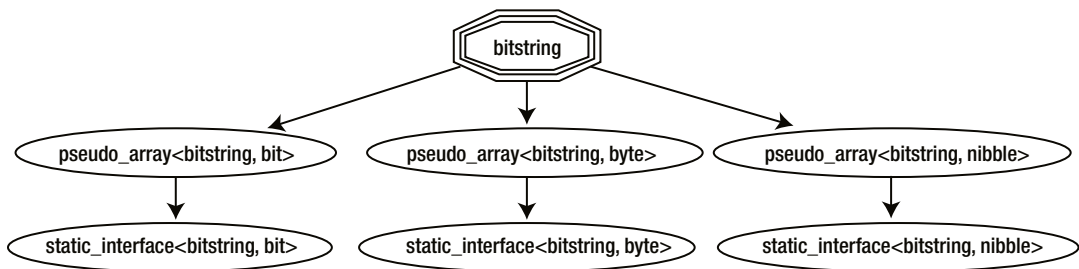 bitstring
pseudo_array<bitstring, bit>
pseudo_array<bitstring, byte>
pseudo_array<bitstring, nibble>
static_interface<bitstring, bit>
static_interface<bitstring, byte>
static_interface<bitstring, nibble>